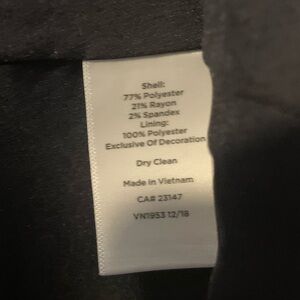 Shell:
77% Polyester
21% Rayon
2% Spandex
Lining:
100% Polyester
Exclusive Of Decoration
Dry Clean
Made In Vietnam
CA# 23147
VN1953 12/18